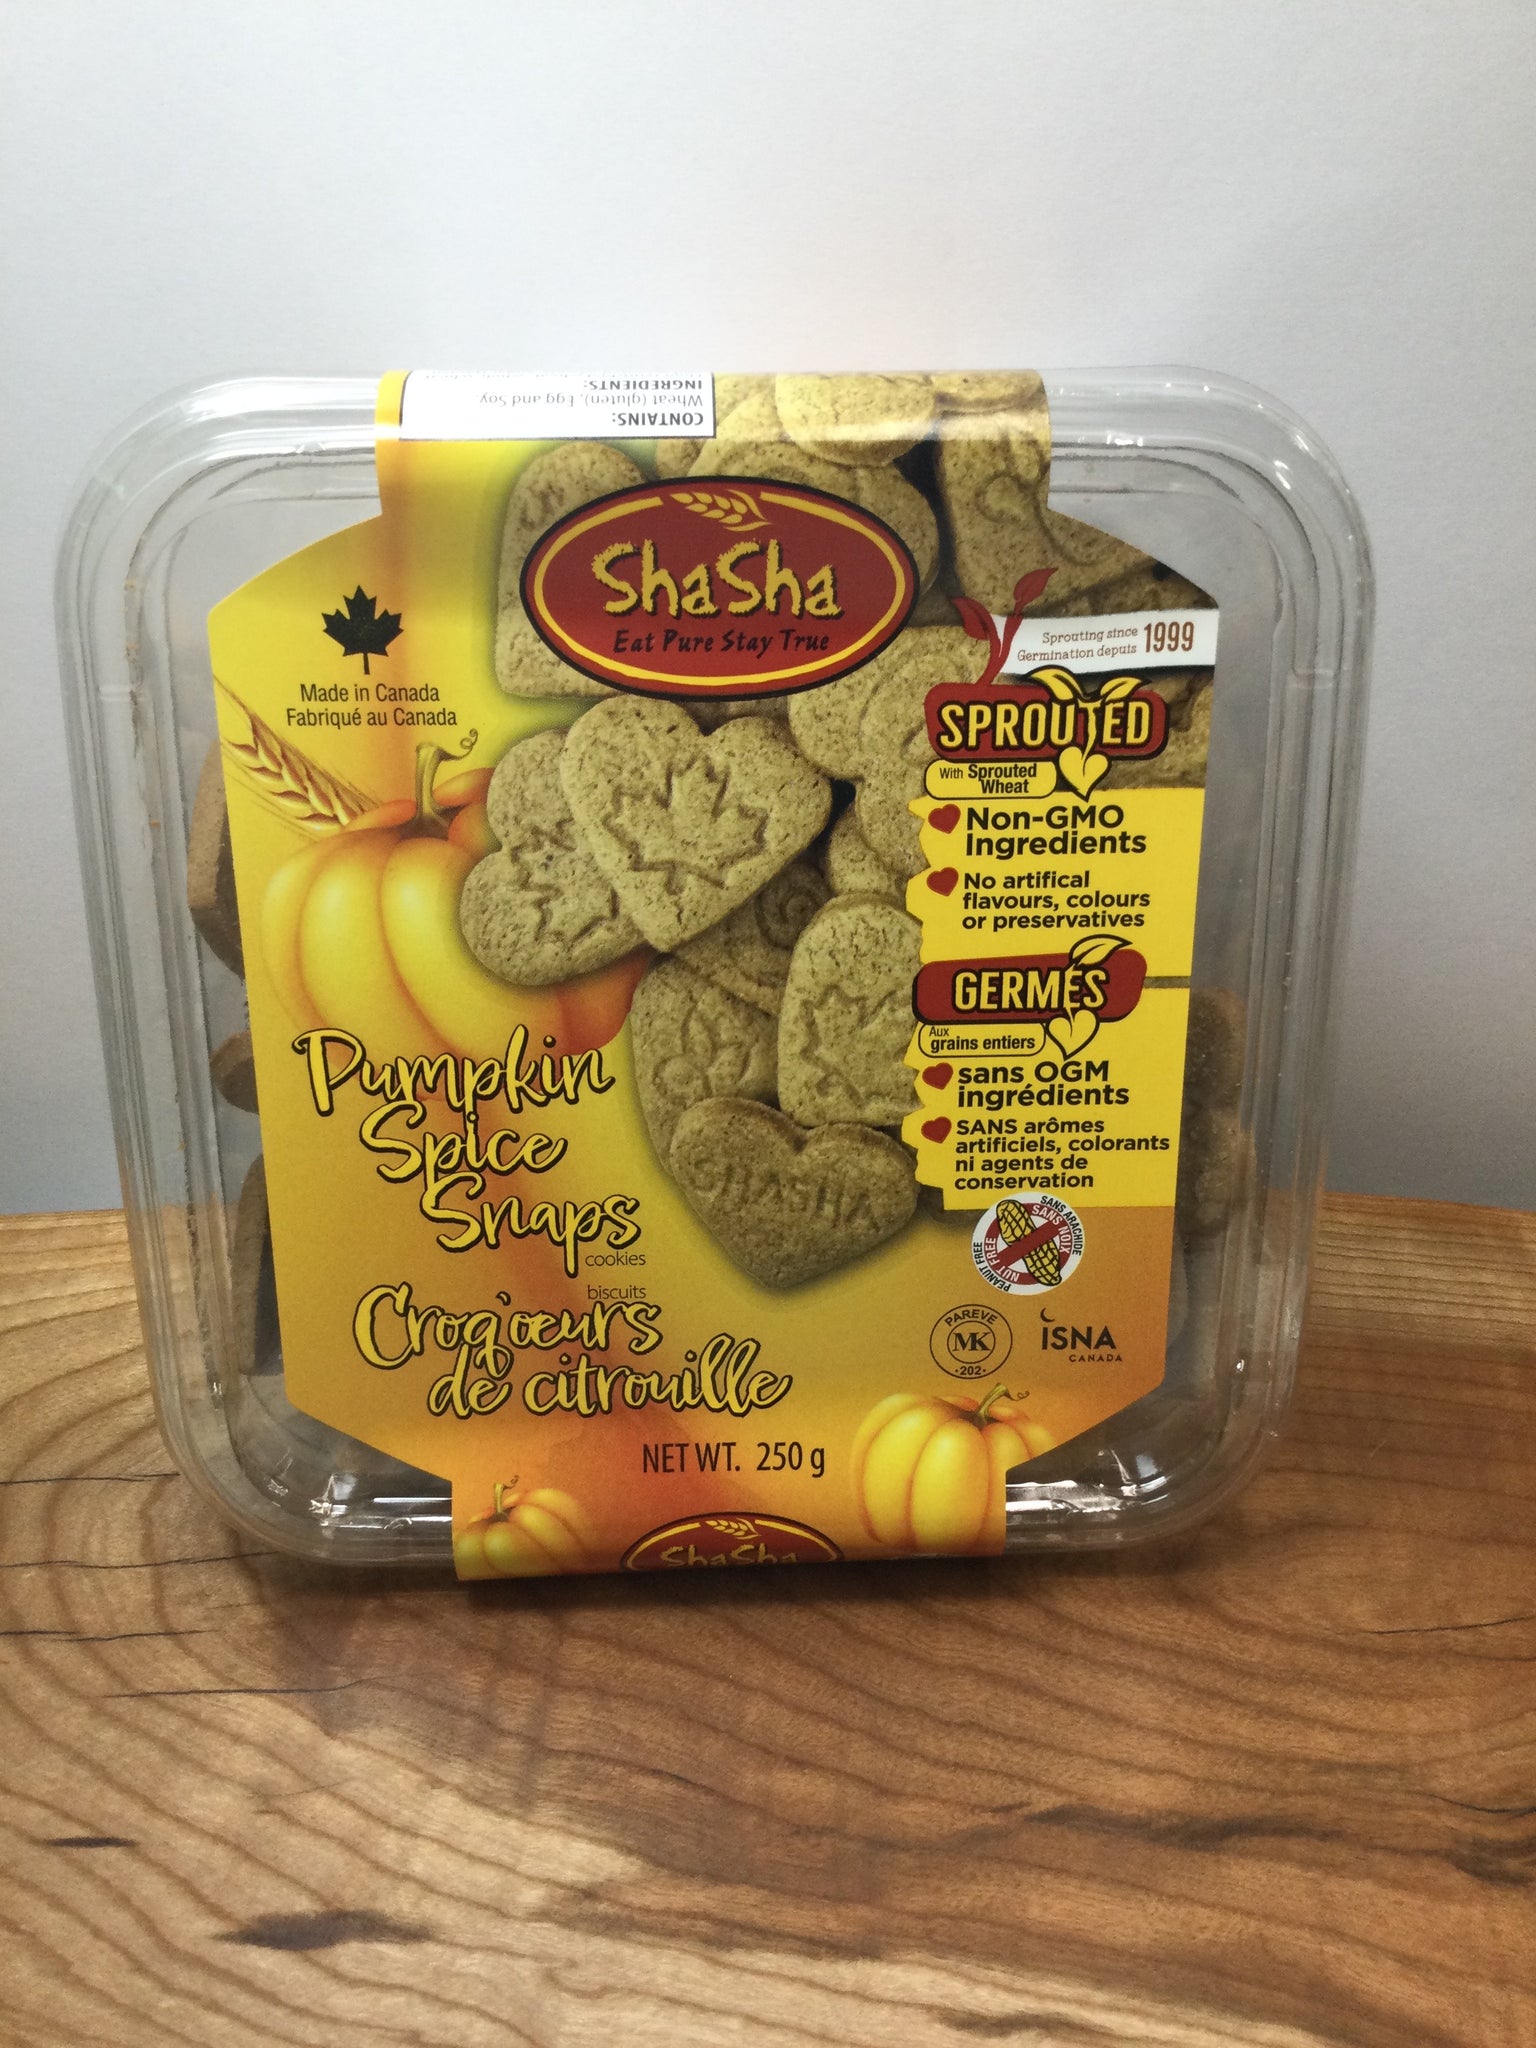 CONTAINS:
Wheat (gluten), Egg and Soy
INGREDIENTS:
ShaSha
Eat Pure Stay True
Made in Canada
Fabriqué au Canada
Sprouting since
Germination depuis
1999
SPROUTED
With Sprouted
Wheat
Non-GMO
Ingredients
No artifical
flavours, colours
or preservatives
GERMÉS
Aux
grains entiers
sans OGM
ingrédients
SANS arômes
artificiels, colorants
ni agents de
conservation
SHASHA
Pumpkin
Spice
Snaps
cookies
biscuits
Croq'œurs
de citrouille
SANS ARACHIDE
SANS NOIX
PEANUT FREE
NUT FREE
PAREVE
MK
·202·
ISNA
CANADA
NET WT. 250 g
ShaSha